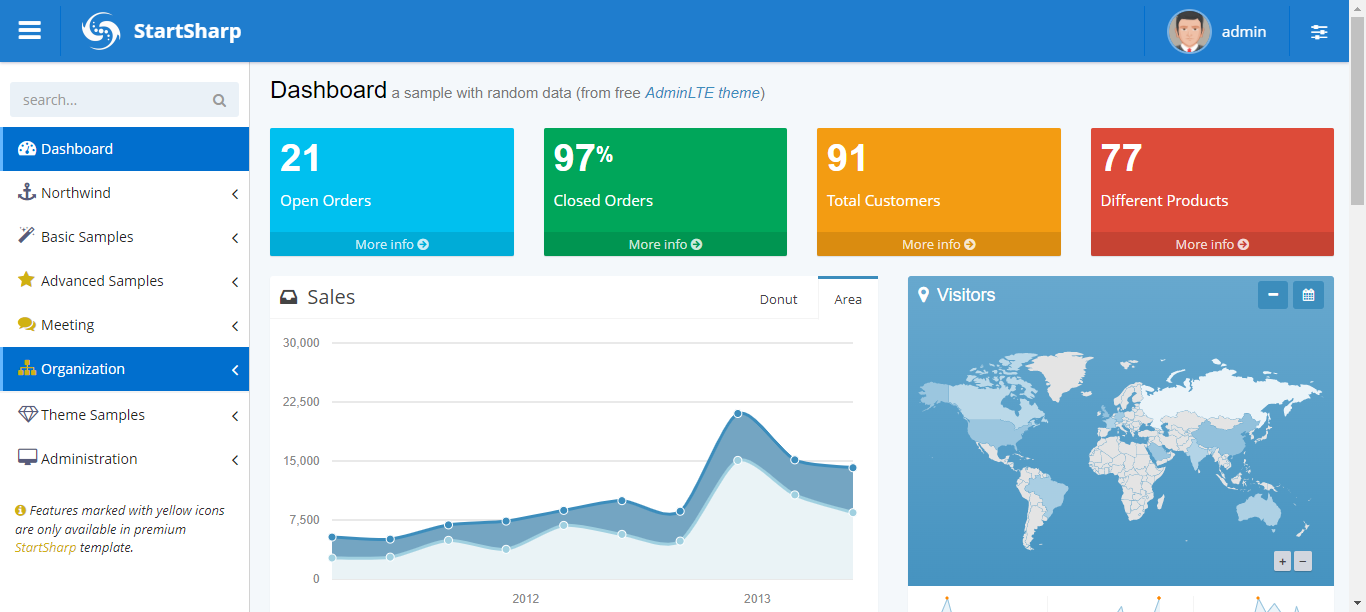 StartSharp
admin
search...
Dashboard
Northwind
Basic Samples
Advanced Samples
Meeting
Organization
Theme Samples
Administration
Features marked with yellow icons
are only available in premium
StartSharp template.
Dashboard a sample with random data (from free AdminLTE theme)
21
Open Orders
More info
97%
Closed Orders
More info
91
Total Customers
More info
77
Different Products
More info
Sales
Donut
Area
30,000
22,500
15,000
7,500
0
2012
2013
Visitors
+
−